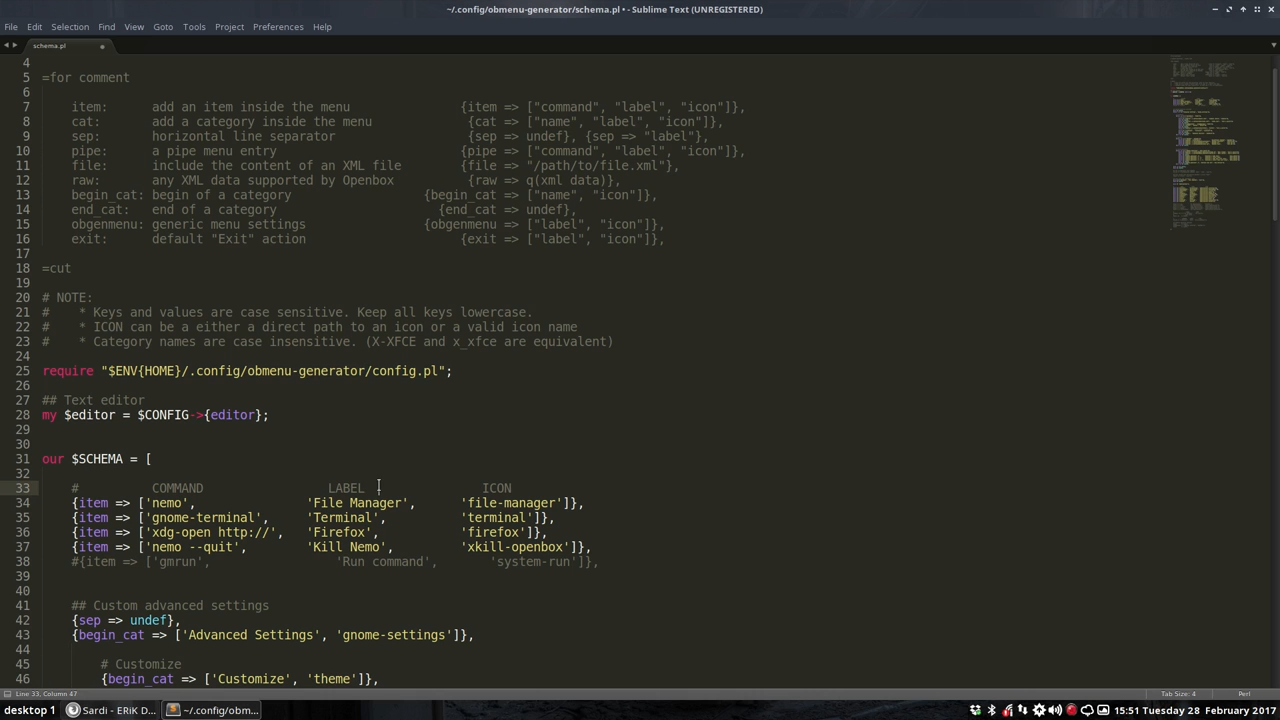 ~/.config/obmenu-generator/schema.pl • - Sublime Text (UNREGISTERED)
File Edit Selection Find View Goto Tools Project Preferences Help
schema.pl
4
5 =for comment
6
7     item:      add an item inside the menu               {item => ["command", "label", "icon"]},
8     cat:       add a category inside the menu             {cat => ["name", "label", "icon"]},
9     sep:       horizontal line separator                  {sep => undef}, {sep => "label"},
10     pipe:      a pipe menu entry                         {pipe => ["command", "label", "icon"]},
11     file:      include the content of an XML file        {file => "/path/to/file.xml"},
12     raw:       any XML data supported by Openbox          {raw => q(xml data)},
13     begin_cat: begin of a category                  {begin_cat => ["name", "icon"]},
14     end_cat:   end of a category                      {end_cat => undef},
15     obgenmenu: generic menu settings                {obgenmenu => ["label", "icon"]},
16     exit:      default "Exit" action                     {exit => ["label", "icon"]},
17
18 =cut
19
20 # NOTE:
21 #    * Keys and values are case sensitive. Keep all keys lowercase.
22 #    * ICON can be a either a direct path to an icon or a valid icon name
23 #    * Category names are case insensitive. (X-XFCE and x_xfce are equivalent)
24
25 require "$ENV{HOME}/.config/obmenu-generator/config.pl";
26
27 ## Text editor
28 my $editor = $CONFIG->{editor};
29
30
31 our $SCHEMA = [
32
33     #          COMMAND                 LABEL                ICON
34     {item => ['nemo',               'File Manager',      'file-manager']},
35     {item => ['gnome-terminal',     'Terminal',          'terminal']},
36     {item => ['xdg-open http://',   'Firefox',           'firefox']},
37     {item => ['nemo --quit',        'Kill Nemo',         'xkill-openbox']},
38     #{item => ['gmrun',                 'Run command',       'system-run']},
39
40
41     ## Custom advanced settings
42     {sep => undef},
43     {begin_cat => ['Advanced Settings', 'gnome-settings']},
44
45         # Customize
46         {begin_cat => ['Customize', 'theme']},
Line 33, Column 47 Tab Size: 4 Perl
desktop 1 Sardi - ERiK D... ~/.config/obm... 15:51 Tuesday 28 February 2017